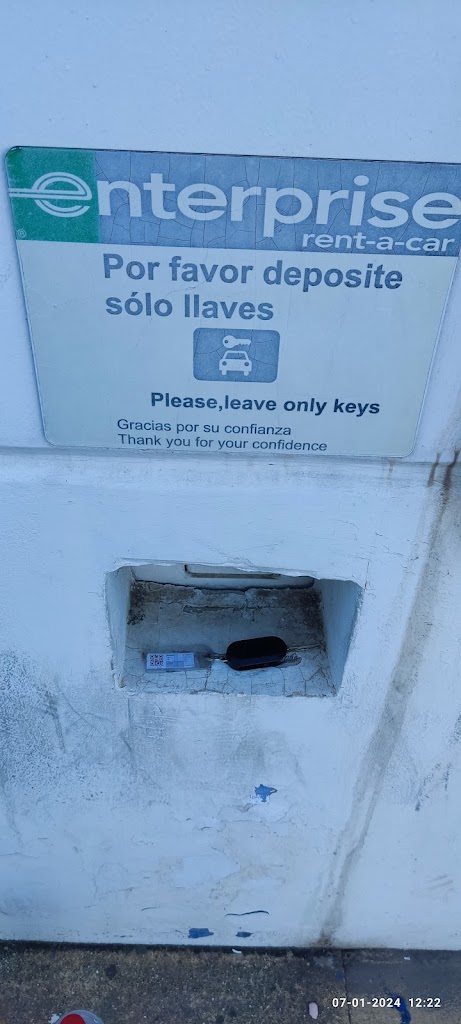 enterprise
rent-a-car
Por favor deposite
sólo llaves
Please,leave only keys
Gracias por su confianza
Thank you for your confidence
07-01-2024 12:22